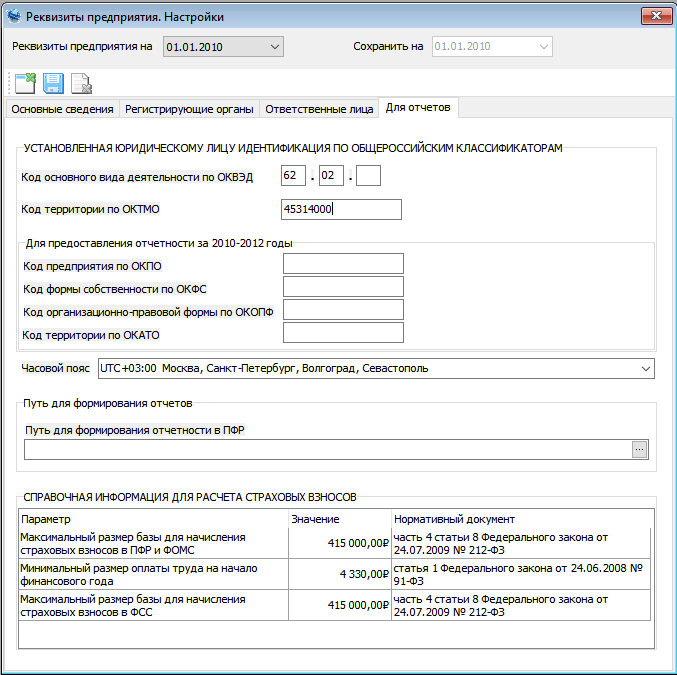 Реквизиты предприятия. Настройки
Реквизиты предприятия на 01.01.2010 Сохранить на 01.01.2010
Основные сведения Регистрирующие органы Ответственные лица Для отчетов
УСТАНОВЛЕННАЯ ЮРИДИЧЕСКОМУ ЛИЦУ ИДЕНТИФИКАЦИЯ ПО ОБЩЕРОССИЙСКИМ КЛАССИФИКАТОРАМ
Код основного вида деятельности по ОКВЭД 62 . 02 .
Код территории по ОКТМО 45314000
Для предоставления отчетности за 2010-2012 годы
Код предприятия по ОКПО
Код формы собственности по ОКФС
Код организационно-правовой формы по ОКОПФ
Код территории по ОКАТО
Часовой пояс UTC+03:00 Москва, Санкт-Петербург, Волгоград, Севастополь
Путь для формирования отчетов
Путь для формирования отчетности в ПФР
...
СПРАВОЧНАЯ ИНФОРМАЦИЯ ДЛЯ РАСЧЕТА СТРАХОВЫХ ВЗНОСОВ
Параметр Значение Нормативный документ
Максимальный размер базы для начисления
страховых взносов в ПФР и ФОМС
415 000,00₽
часть 4 статьи 8 Федерального закона от
24.07.2009 № 212-ФЗ
Минимальный размер оплаты труда на начало
финансового года
4 330,00₽
статья 1 Федерального закона от 24.06.2008 №
91-ФЗ
Максимальный размер базы для начисления
страховых взносов в ФСС
415 000,00₽
часть 4 статьи 8 Федерального закона от
24.07.2009 № 212-ФЗ